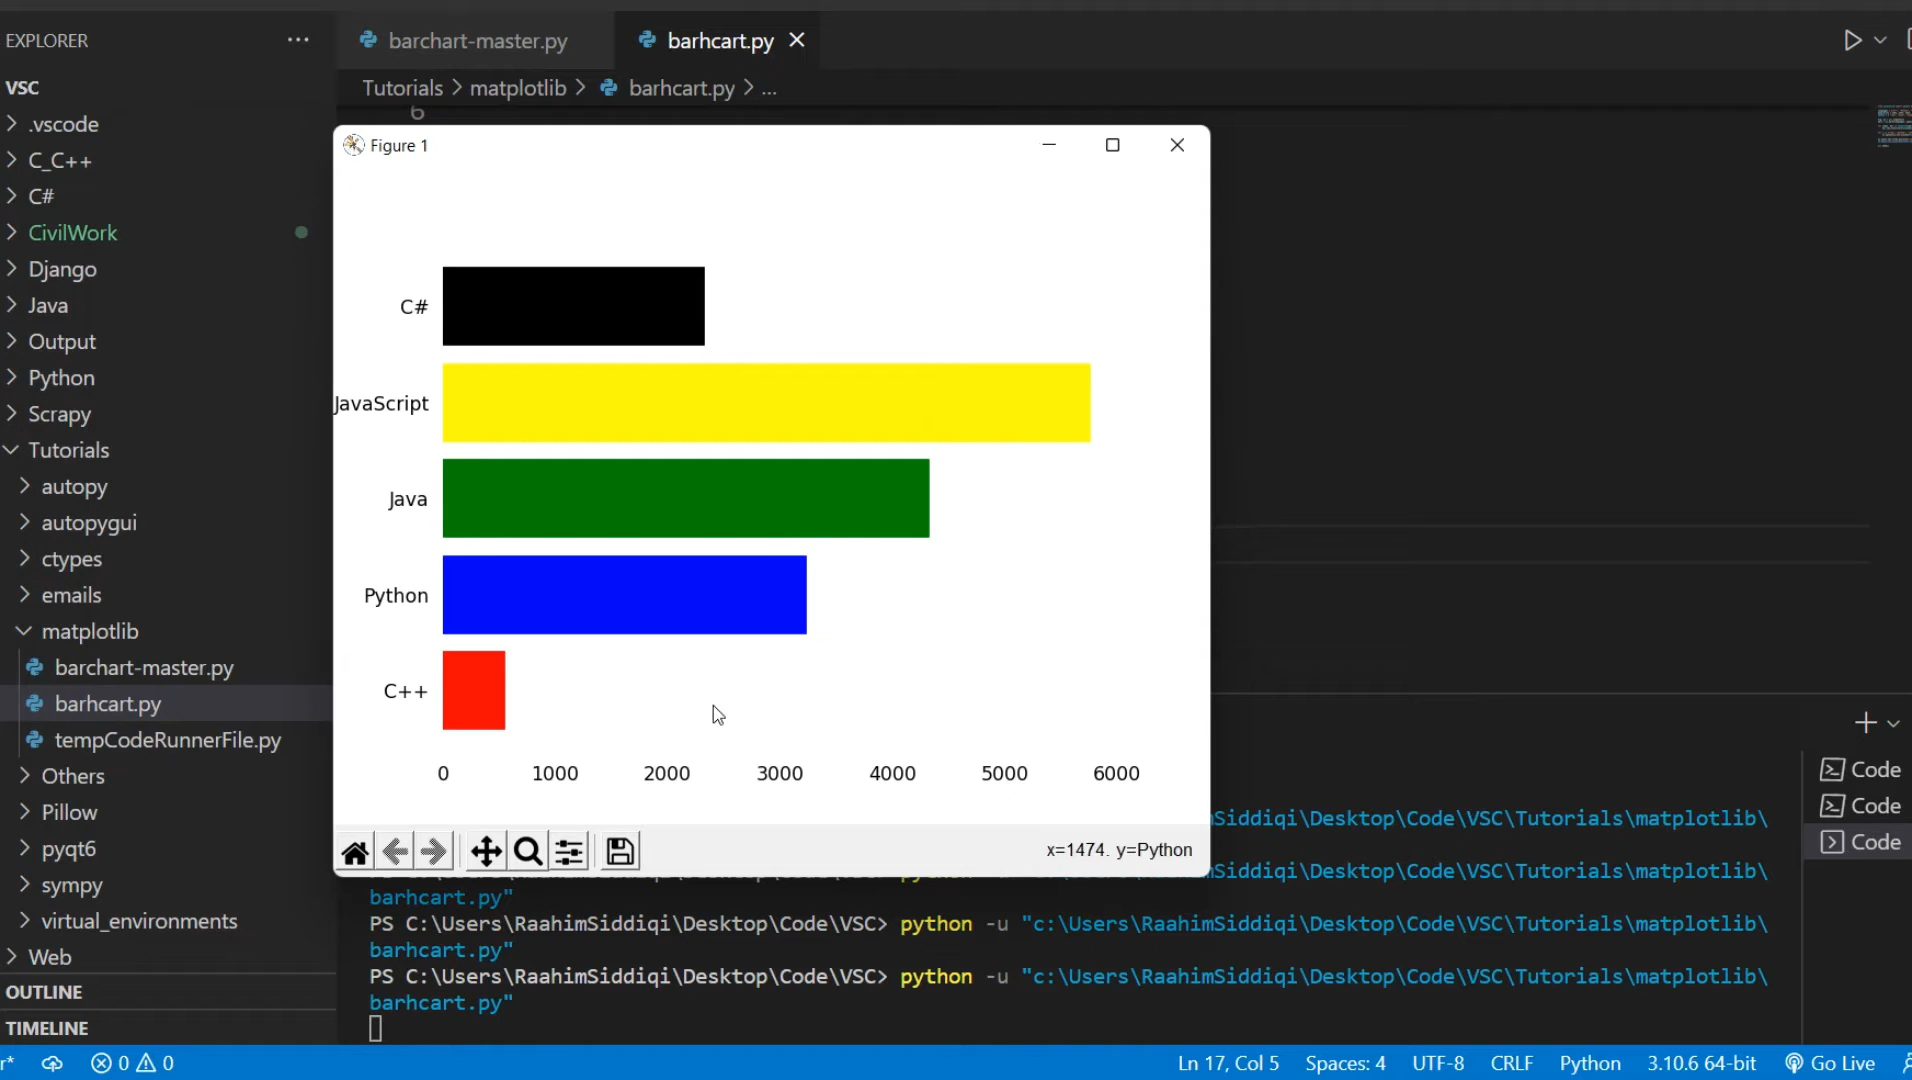 EXPLORER
VSC
.vscode
C_C++
C#
CivilWork
Django
Java
Output
Python
Scrapy
Tutorials
autopy
autopygui
ctypes
emails
matplotlib
barchart-master.py
barhcart.py
tempCodeRunnerFile.py
Others
Pillow
pyqt6
sympy
virtual_environments
Web
OUTLINE
TIMELINE
barchart-master.py
barhcart.py
Tutorials > matplotlib > barhcart.py > ...
6
Figure 1
C#
JavaScript
Java
Python
C++
0 1000 2000 3000 4000 5000 6000
x=1474. y=Python
Siddiqi\Desktop\Code\VSC\Tutorials\matplotlib\
Siddiqi\Desktop\Code\VSC\Tutorials\matplotlib\
barhcart.py"
PS C:\Users\RaahimSiddiqi\Desktop\Code\VSC> python -u "c:\Users\RaahimSiddiqi\Desktop\Code\VSC\Tutorials\matplotlib\
barhcart.py"
PS C:\Users\RaahimSiddiqi\Desktop\Code\VSC> python -u "c:\Users\RaahimSiddiqi\Desktop\Code\VSC\Tutorials\matplotlib\
barhcart.py"
Code
Code
Code
r* 0 0 Ln 17, Col 5 Spaces: 4 UTF-8 CRLF Python 3.10.6 64-bit Go Live